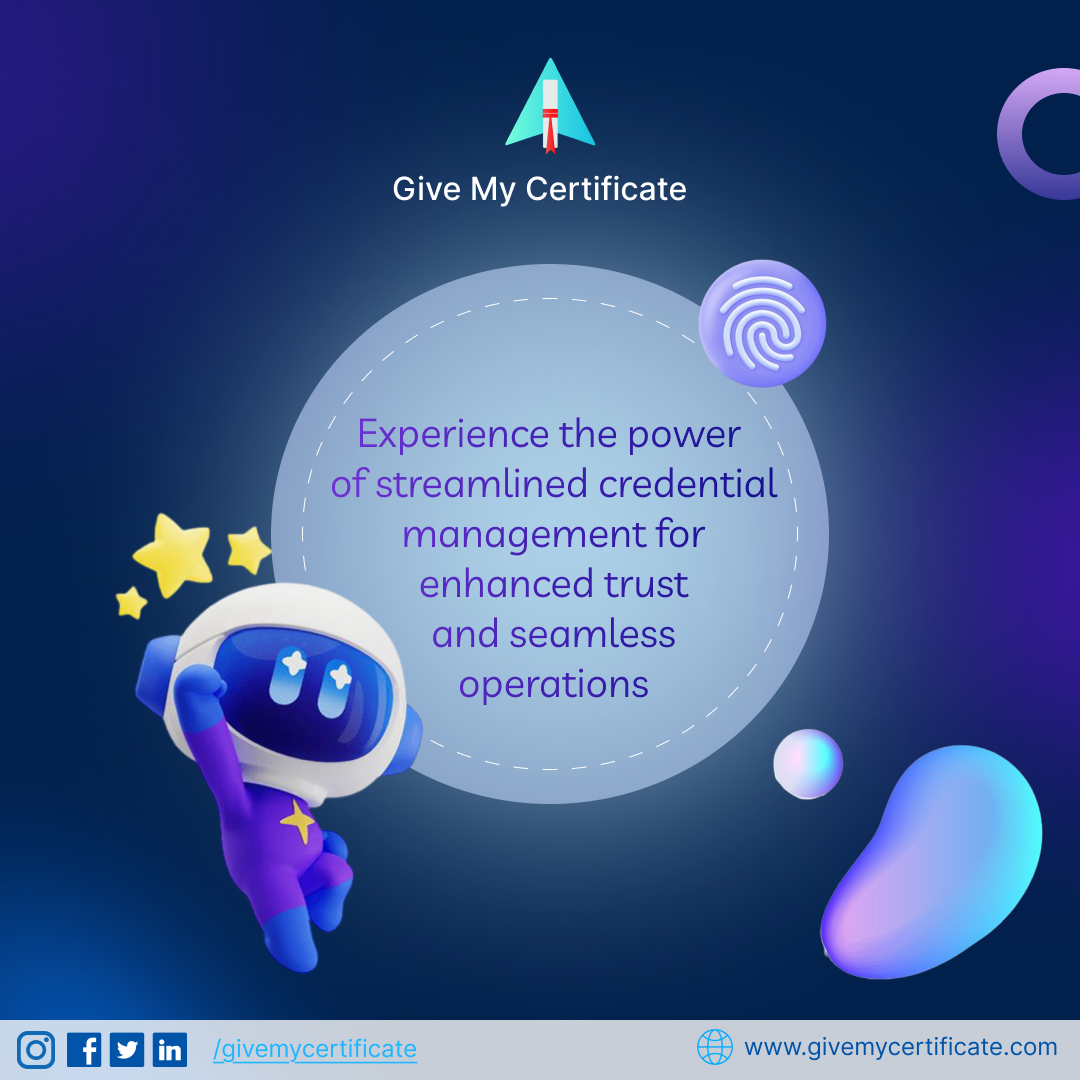 Give My Certificate
Experience the power
of streamlined credential
management for
enhanced trust
and seamless
operations
/givemycertificate
www.givemycertificate.com